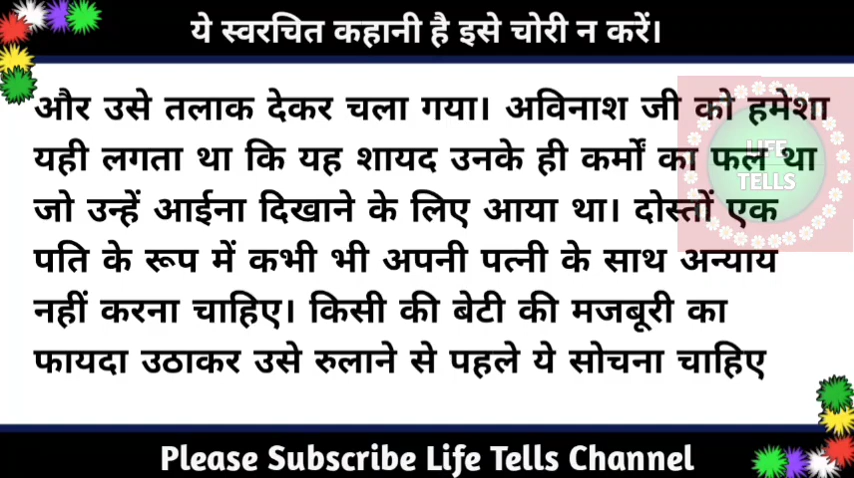 ये स्वरचित कहानी है इसे चोरी न करें।
और उसे तलाक देकर चला गया। अविनाश जी को हमेशा
यही लगता था कि यह शायद उनके ही कर्मों का फल था
जो उन्हें आईना दिखाने के लिए आया था। दोस्तों एक
पति के रूप में कभी भी अपनी पत्नी के साथ अन्याय
नहीं करना चाहिए। किसी की बेटी की मजबूरी का
फायदा उठाकर उसे रुलाने से पहले ये सोचना चाहिए
LIFE
TELLS
Please Subscribe Life Tells Channel